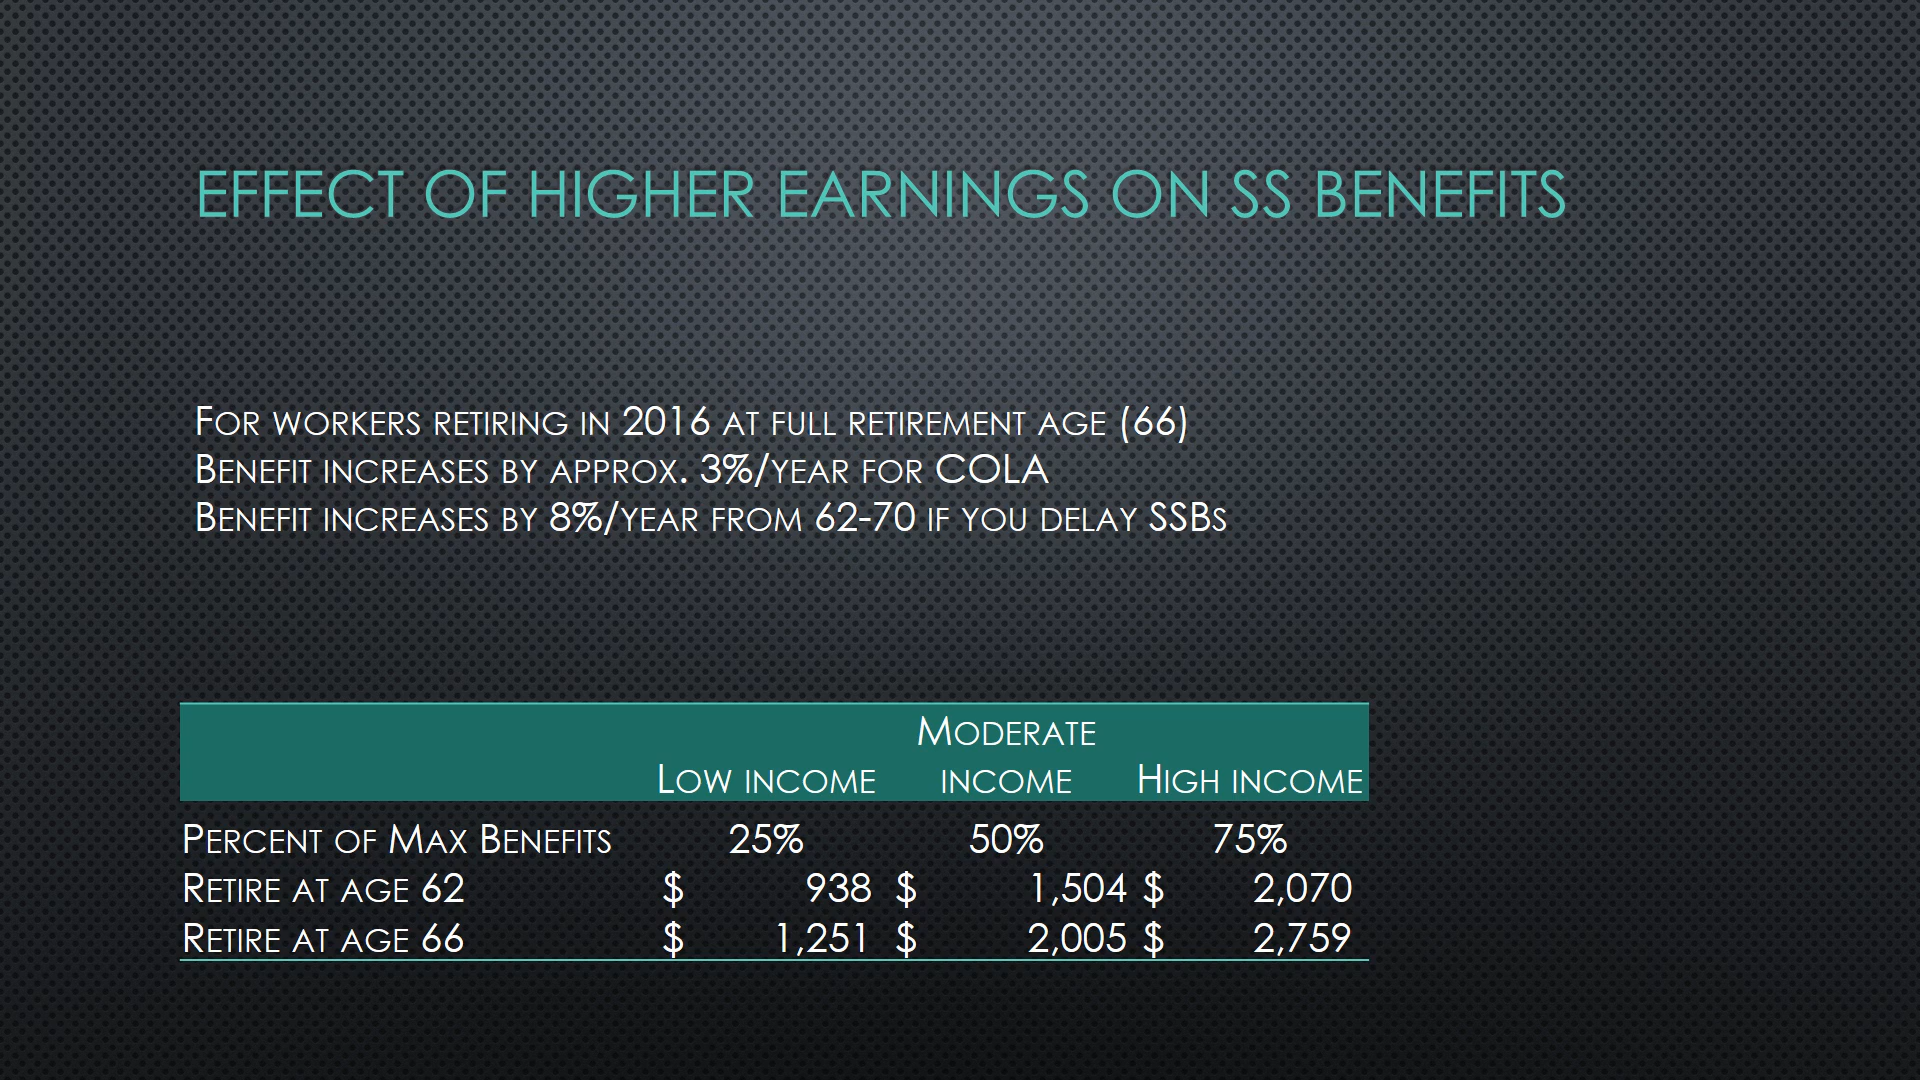 EFFECT OF HIGHER EARNINGS ON SS BENEFITS
For workers retiring in 2016 at full retirement age (66)
Benefit increases by approx. 3%/year for COLA
Benefit increases by 8%/year from 62-70 if you delay SSBs
Low income Moderate income High income
Percent of Max Benefits 25% 50% 75%
Retire at age 62 $ 938 $ 1,504 $ 2,070
Retire at age 66 $ 1,251 $ 2,005 $ 2,759